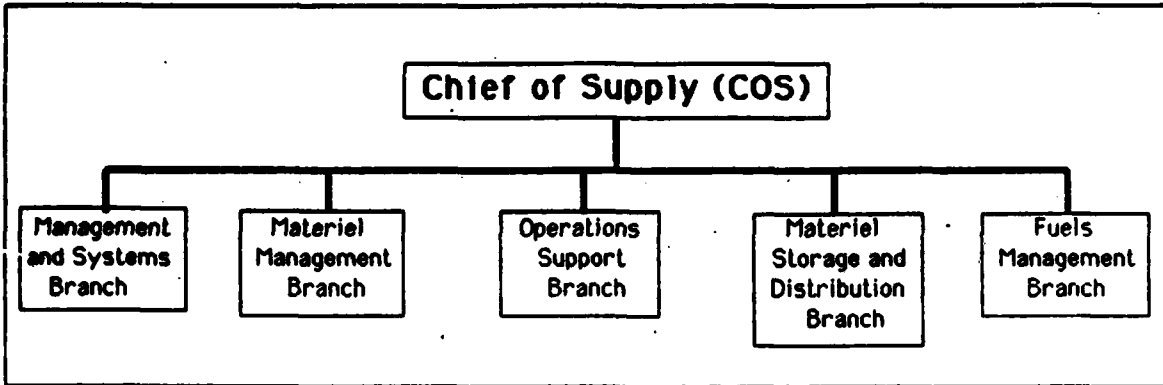 Chief of Supply (COS)
Management
and Systems
Branch
Materiel
Management
Branch
Operations
Support
Branch
Materiel
Storage and
Distribution
Branch
Fuels
Management
Branch